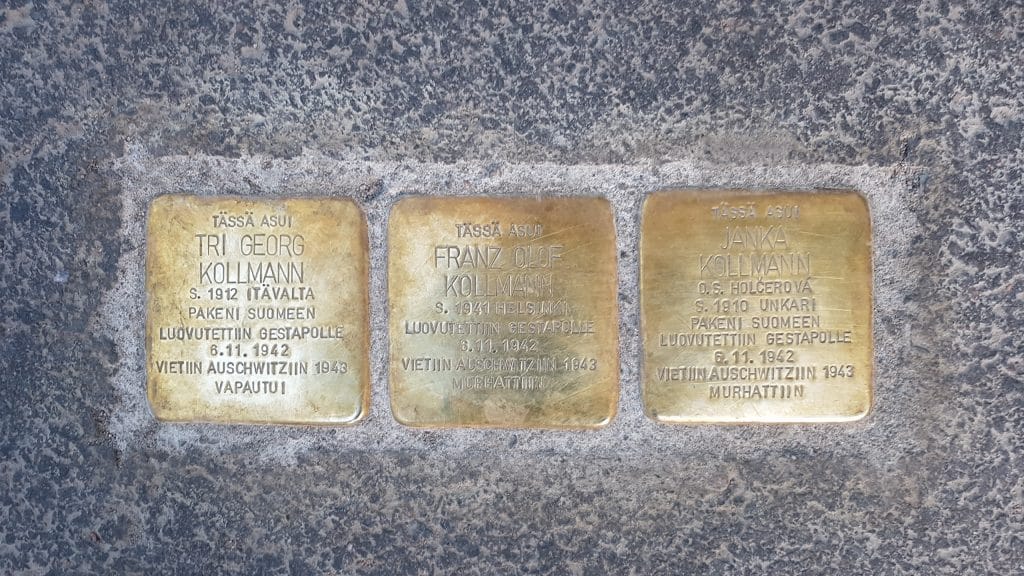 TÄSSÄ ASUI
TRI GEORG
KOLLMANN
S. 1912 ITÄVALTA
PAKENI SUOMEEN
LUOVUTETTIIN GESTAPOLLE
6.11. 1942
VIETIIN AUSCHWITZIIN 1943
VAPAUTUI
TÄSSÄ ASUI
FRANZ OLOF
KOLLMANN
S. 1941 HELSINKI
LUOVUTETTIIN GESTAPOLLE
6.11. 1942
VIETIIN AUSCHWITZIIN 1943
MURHATTIIN
TÄSSÄ ASUI
JANKA
KOLLMANN
O.S. HOLČEROVÁ
S. 1910 UNKARI
PAKENI SUOMEEN
LUOVUTETTIIN GESTAPOLLE
6.11. 1942
VIETIIN AUSCHWITZIIN 1943
MURHATTIIN